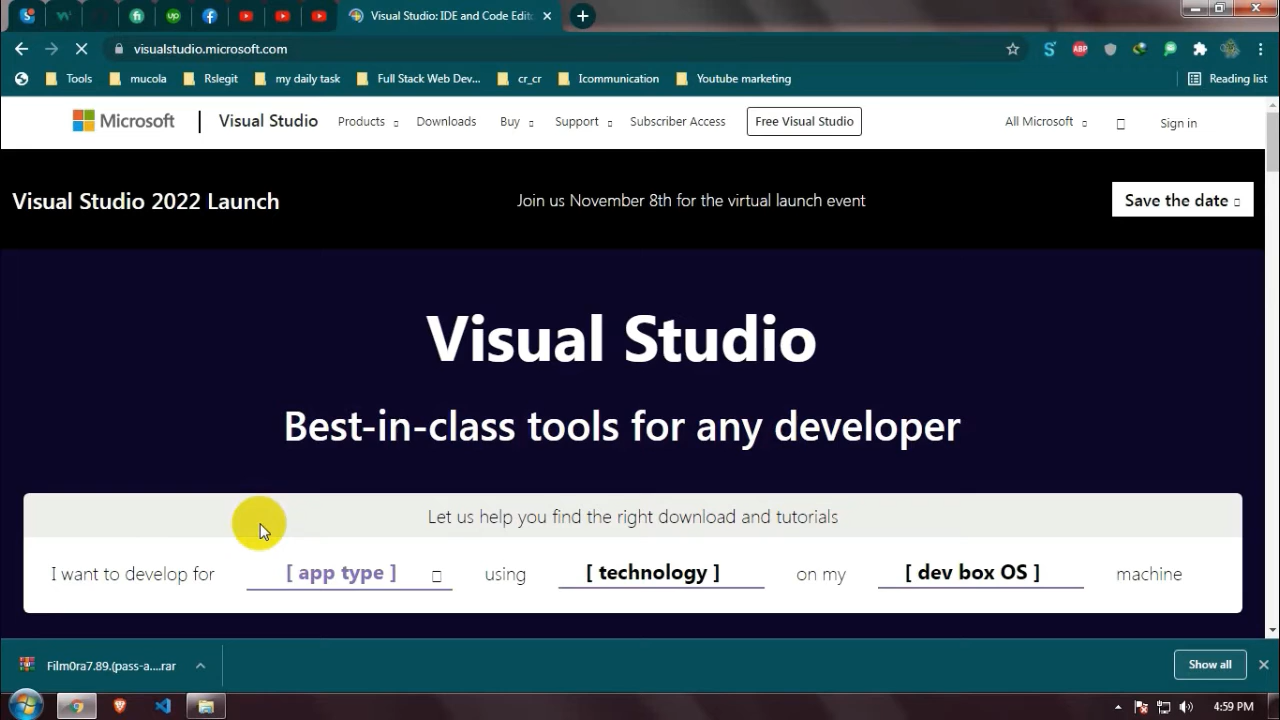 Visual Studio: IDE and Code Edit
visualstudio.microsoft.com
Tools mucola Rslegit my daily task Full Stack Web Dev... cr_cr Icommunication Youtube marketing Reading list
Microsoft Visual Studio Products Downloads Buy Support Subscriber Access Free Visual Studio All Microsoft Sign in
Visual Studio 2022 Launch Join us November 8th for the virtual launch event Save the date
Visual Studio
Best-in-class tools for any developer
Let us help you find the right download and tutorials
I want to develop for [ app type ] using [ technology ] on my [ dev box OS ] machine
Film0ra7.89.(pass-a....rar Show all
4:59 PM